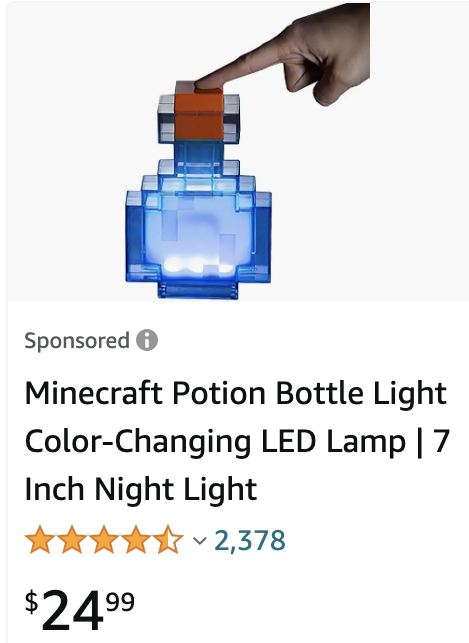 Sponsored
Minecraft Potion Bottle Light
Color-Changing LED Lamp | 7
Inch Night Light
2,378
$2499